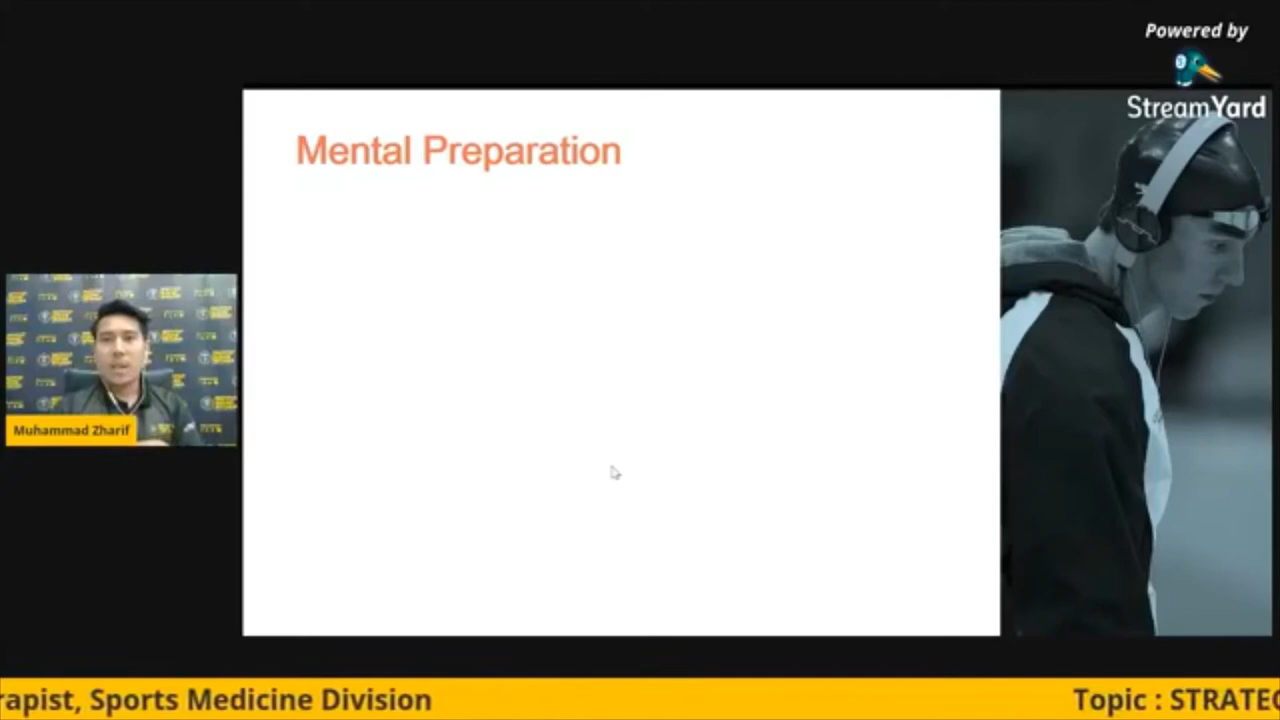 Powered by
StreamYard
Mental Preparation
Muhammad Zharif
rapist, Sports Medicine Division
Topic : STRATEG